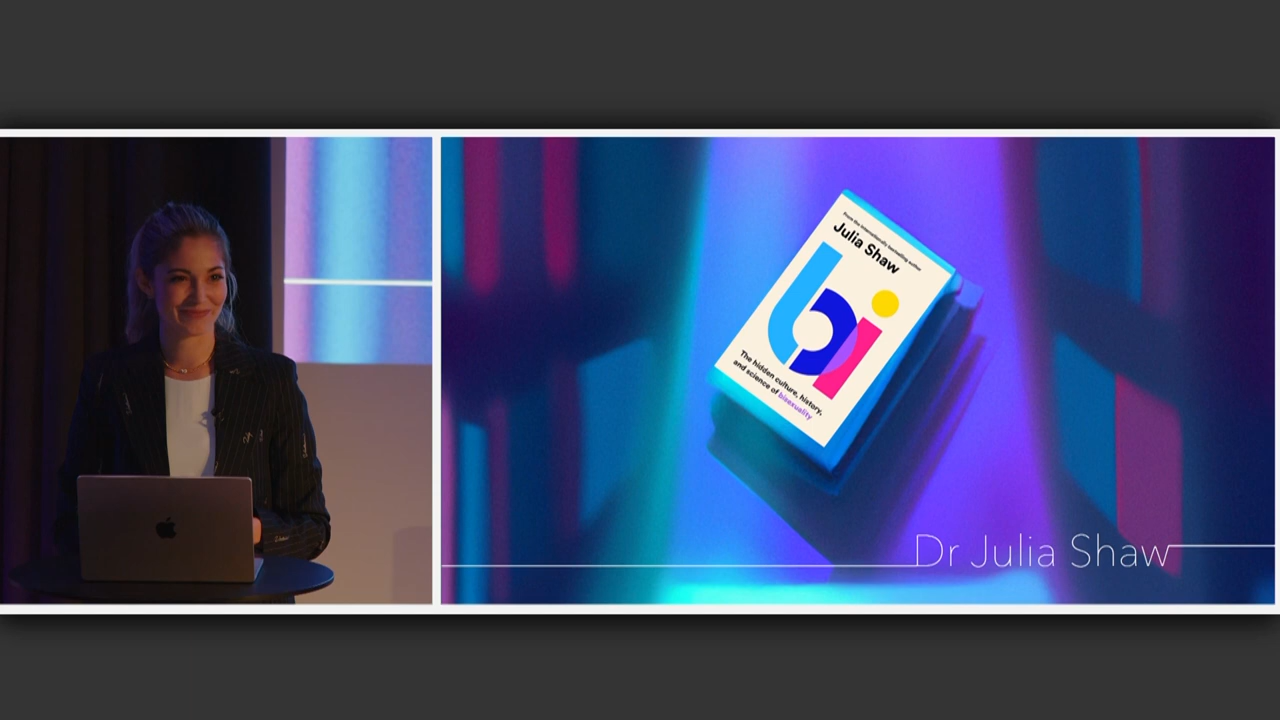 From the internationally bestselling author
Julia Shaw
bi
The hidden culture, history,
and science of bisexuality
Dr Julia Shaw